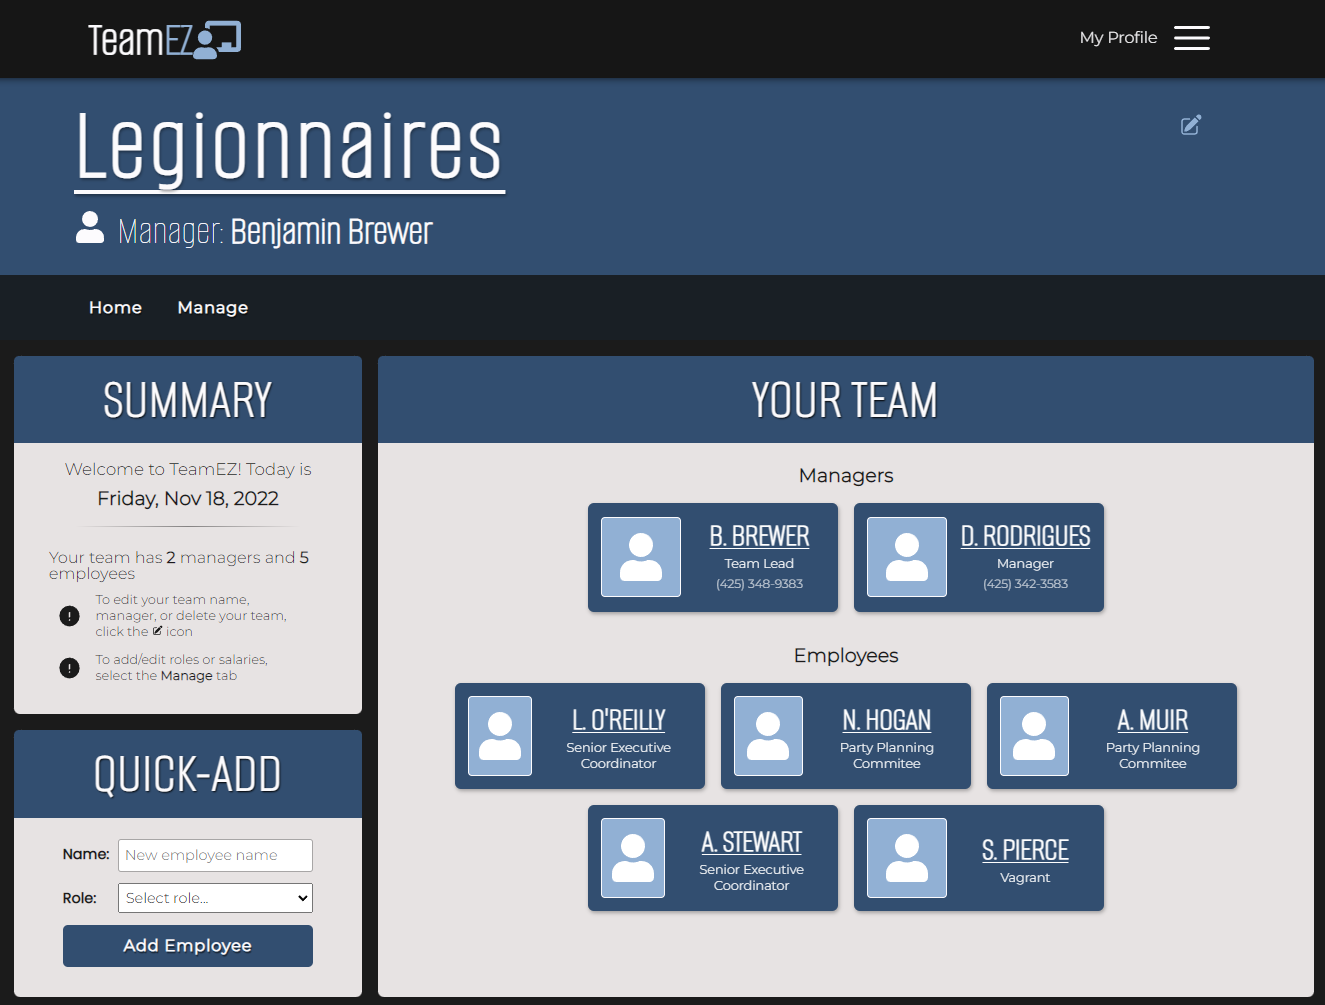 TeamEZ
My Profile
Legionnaires
Manager: Benjamin Brewer
Home
Manage
SUMMARY
Welcome to TeamEZ! Today is
Friday, Nov 18, 2022
Your team has 2 managers and 5
employees
To edit your team name,
manager, or delete your team,
click the icon
To add/edit roles or salaries,
select the Manage tab
QUICK-ADD
Name:
New employee name
Role:
Select role...
Add Employee
YOUR TEAM
Managers
B. BREWER
Team Lead
(425) 348-9383
D. RODRIGUES
Manager
(425) 342-3583
Employees
L. O'REILLY
Senior Executive
Coordinator
N. HOGAN
Party Planning
Commitee
A. MUIR
Party Planning
Commitee
A. STEWART
Senior Executive
Coordinator
S. PIERCE
Vagrant